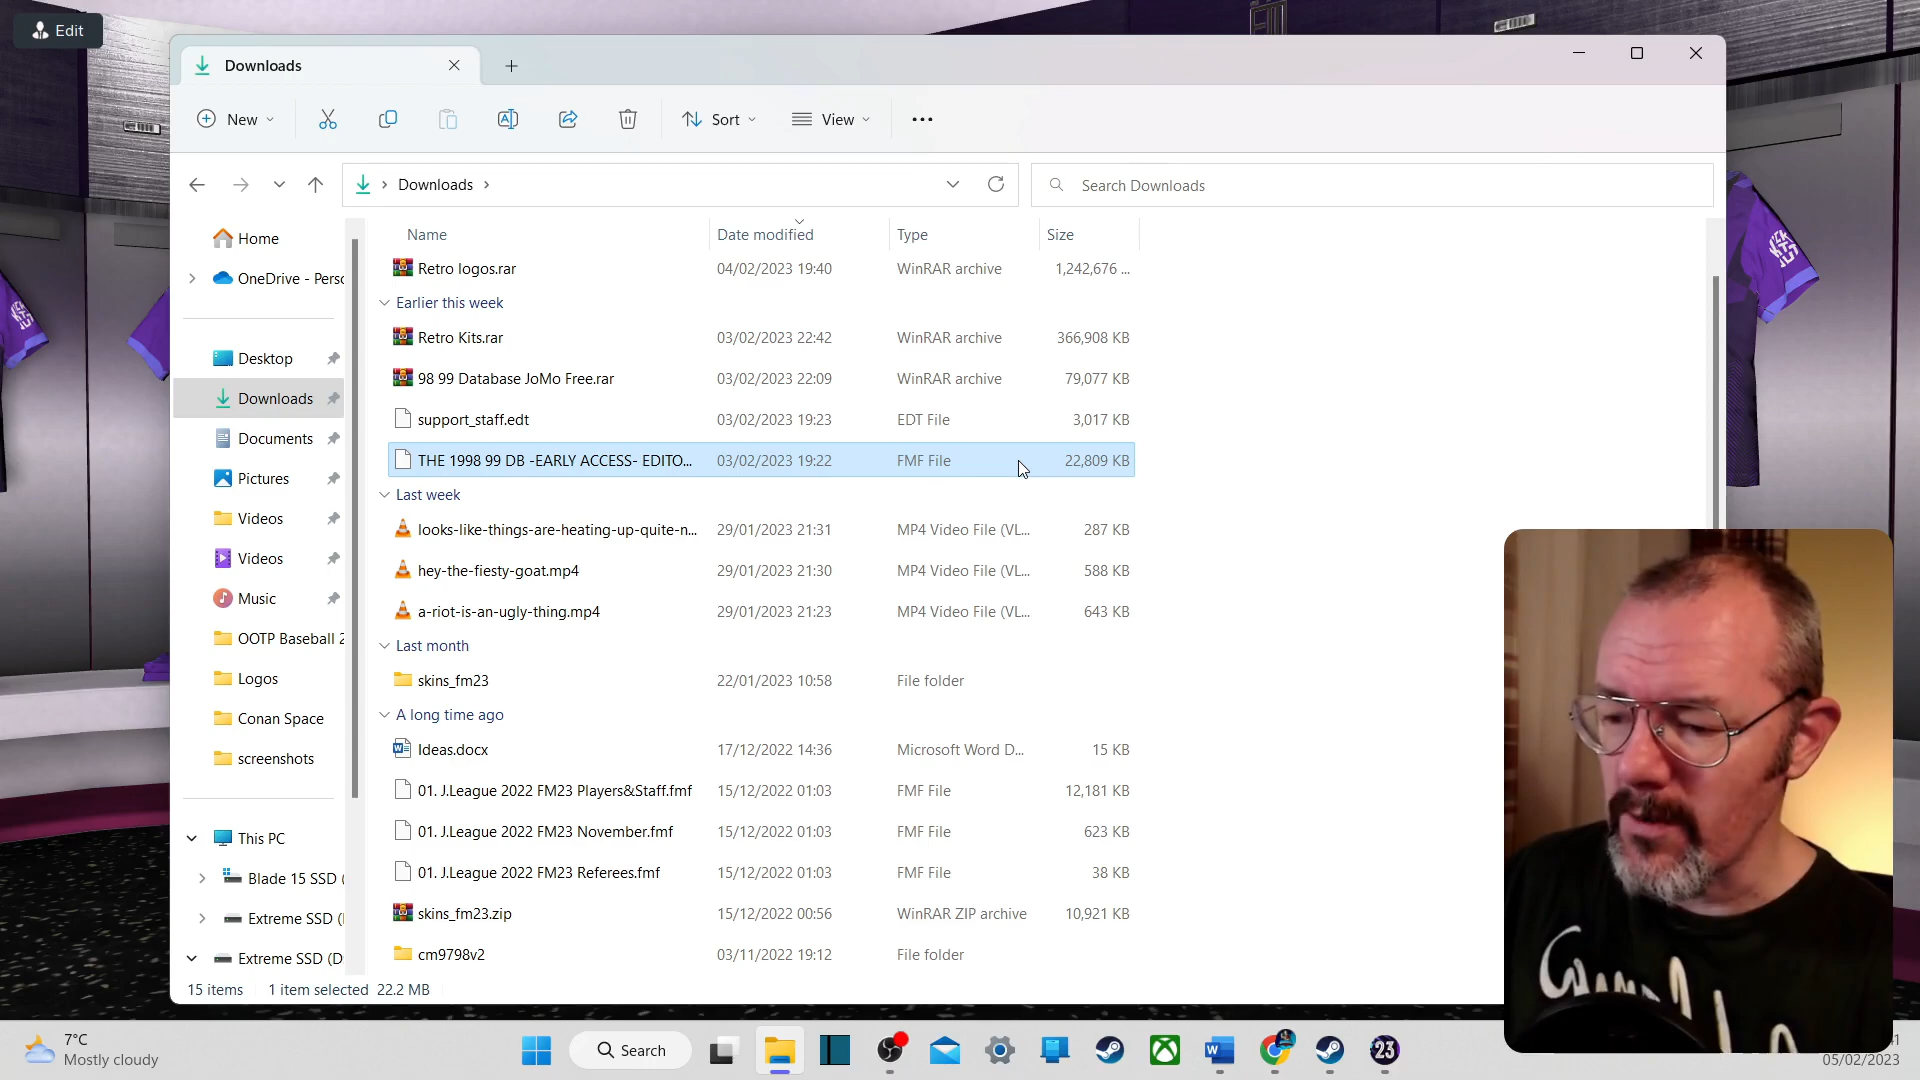 Edit
Downloads
New
Sort
View
Downloads
Search Downloads
Name
Date modified
Type
Size
Home
OneDrive - Perso
Desktop
Downloads
Documents
Pictures
Videos
Videos
Music
OOTP Baseball 2
Logos
Conan Space
screenshots
This PC
Blade 15 SSD (
Extreme SSD (
Extreme SSD (D
Retro logos.rar 04/02/2023 19:40 WinRAR archive 1,242,676 ...
Earlier this week
Retro Kits.rar 03/02/2023 22:42 WinRAR archive 366,908 KB
98 99 Database JoMo Free.rar 03/02/2023 22:09 WinRAR archive 79,077 KB
support_staff.edt 03/02/2023 19:23 EDT File 3,017 KB
THE 1998 99 DB -EARLY ACCESS- EDITO... 03/02/2023 19:22 FMF File 22,809 KB
Last week
looks-like-things-are-heating-up-quite-n... 29/01/2023 21:31 MP4 Video File (VL... 287 KB
hey-the-fiesty-goat.mp4 29/01/2023 21:30 MP4 Video File (VL... 588 KB
a-riot-is-an-ugly-thing.mp4 29/01/2023 21:23 MP4 Video File (VL... 643 KB
Last month
skins_fm23 22/01/2023 10:58 File folder
A long time ago
Ideas.docx 17/12/2022 14:36 Microsoft Word D... 15 KB
01. J.League 2022 FM23 Players&Staff.fmf 15/12/2022 01:03 FMF File 12,181 KB
01. J.League 2022 FM23 November.fmf 15/12/2022 01:03 FMF File 623 KB
01. J.League 2022 FM23 Referees.fmf 15/12/2022 01:03 FMF File 38 KB
skins_fm23.zip 15/12/2022 00:56 WinRAR ZIP archive 10,921 KB
cm9798v2 03/11/2022 19:12 File folder
15 items 1 item selected 22.2 MB
7°C
Mostly cloudy
Search
23
05/02/2023